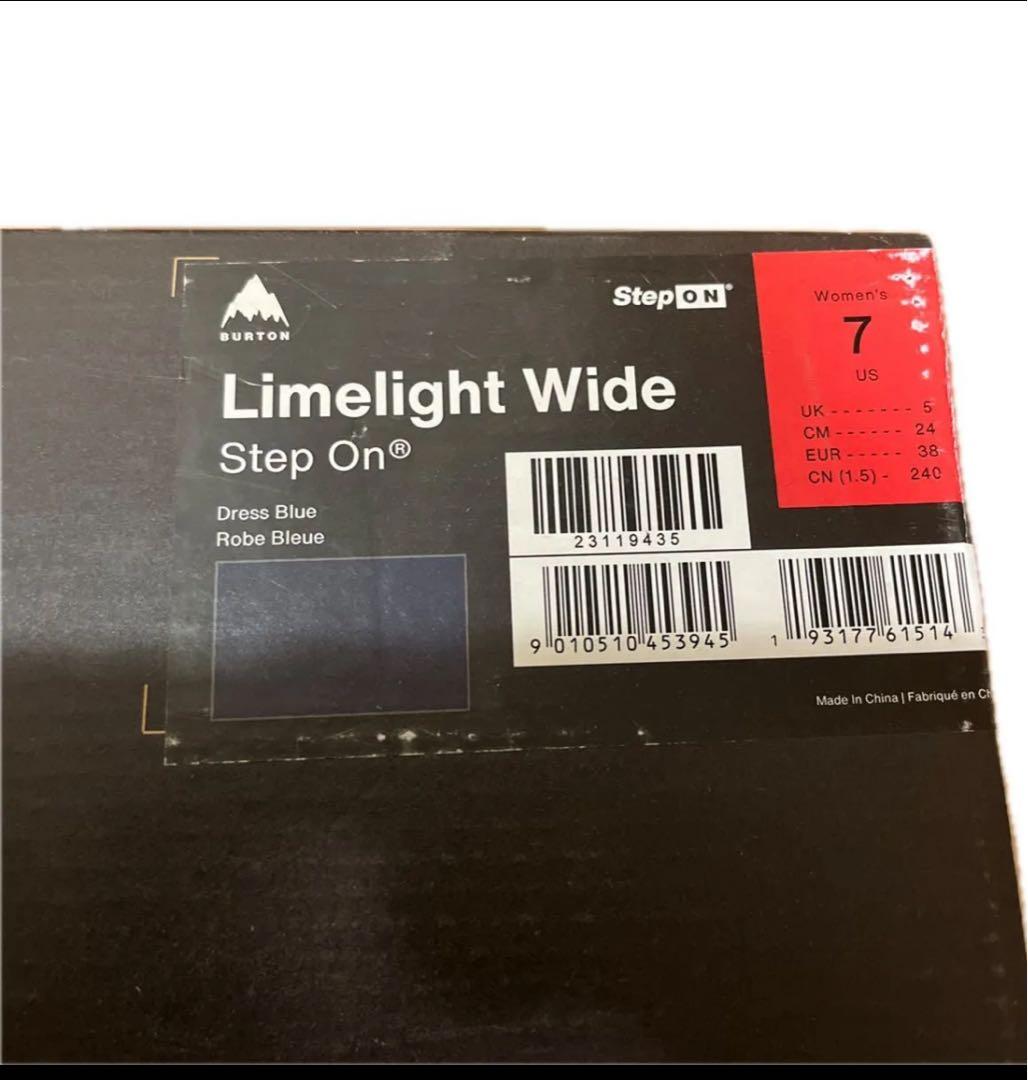 BURTON
StepON®
Limelight Wide
Step On®
Dress Blue
Robe Bleue
Women's
7
US
UK ------- 5
CM ------ 24
EUR ----- 38
CN (1.5) - 240
23119435
9 010510 453945
1 93177 61514
Made In China | Fabriqué en